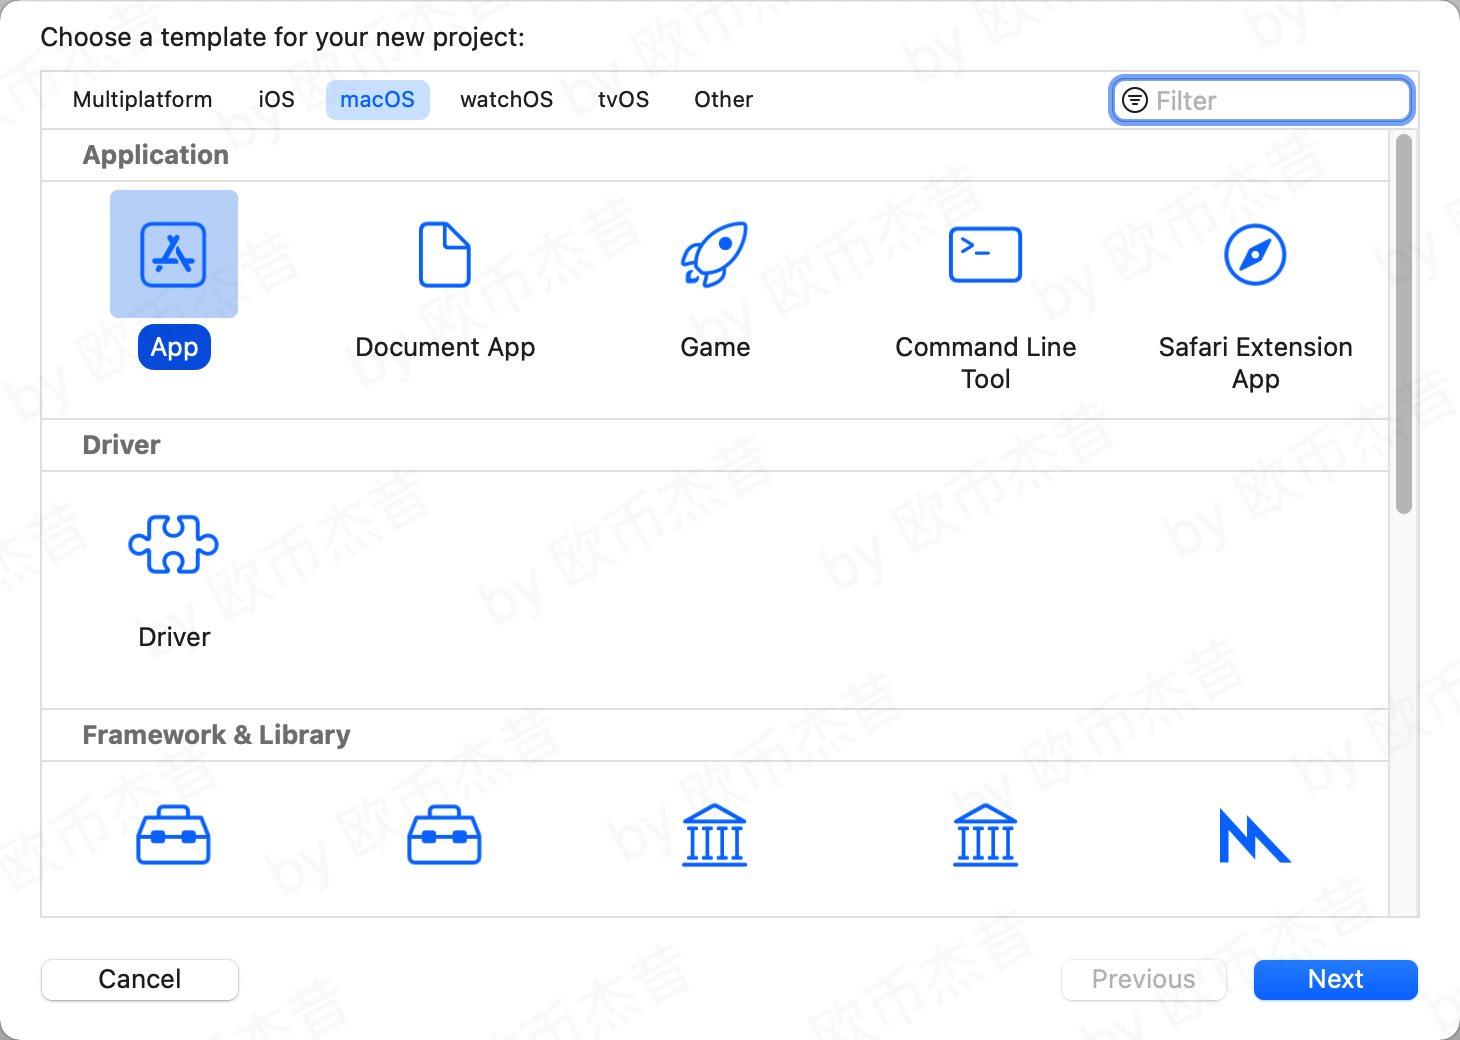 Choose a template for your new project:
Multiplatform iOS macOS watchOS tvOS Other Filter
Application
App Document App Game Command Line Tool Safari Extension App
Driver
Driver
Framework & Library
Cancel Previous Next
by 欧币杰昔